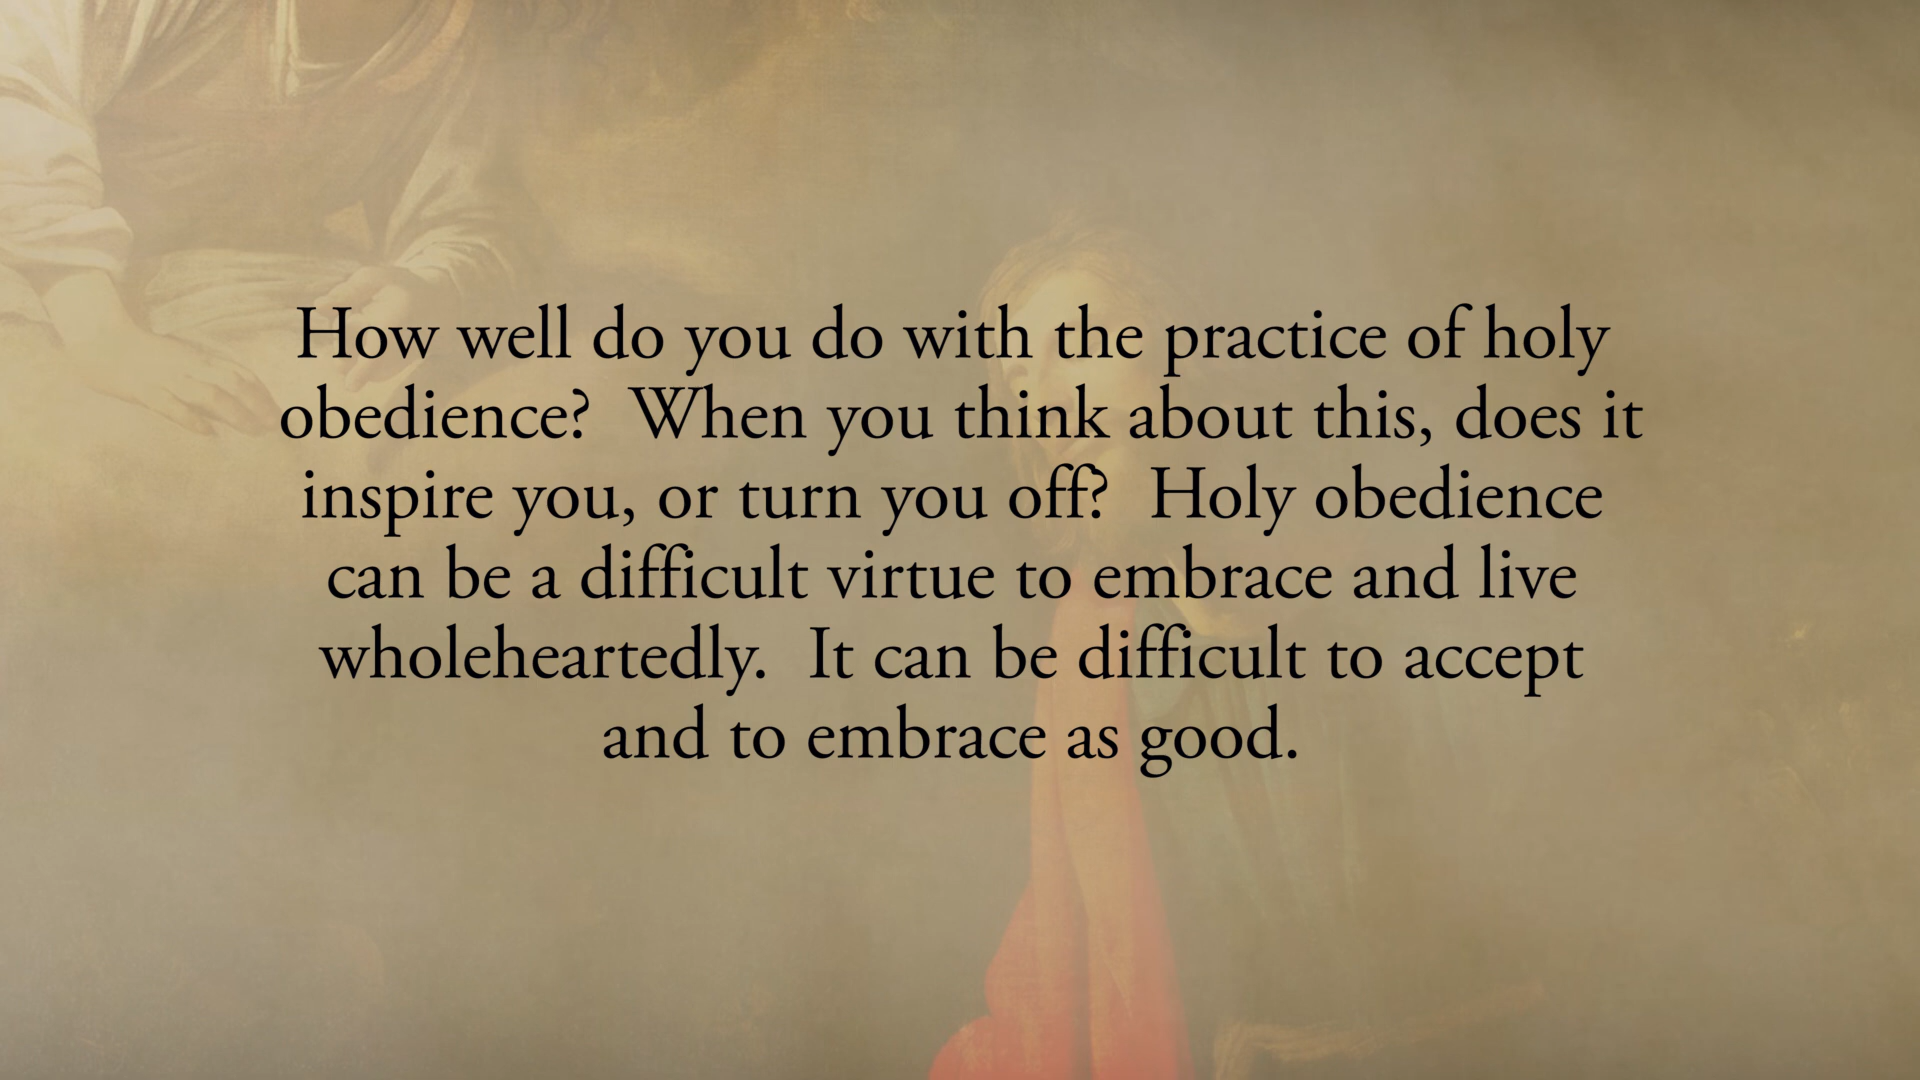 How well do you do with the practice of holy
obedience?  When you think about this, does it
inspire you, or turn you off?  Holy obedience
can be a difficult virtue to embrace and live
wholeheartedly.  It can be difficult to accept
and to embrace as good.